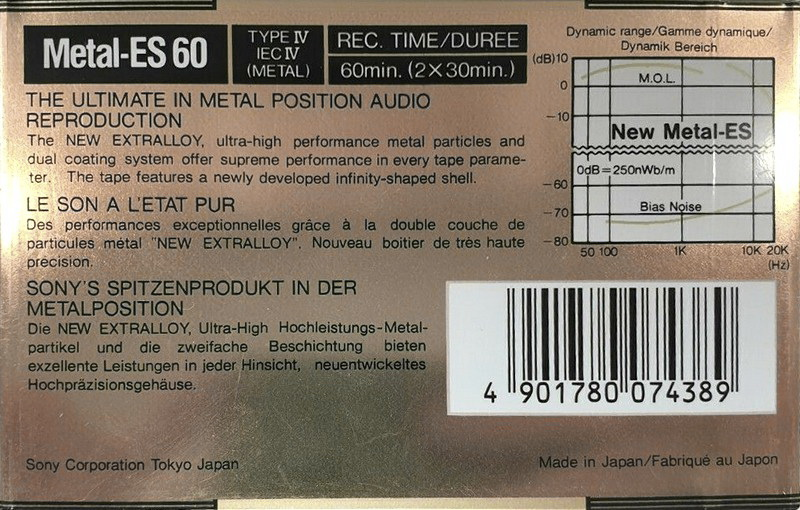 Metal-ES 60
TYPE IV
IEC IV
(METAL)
REC. TIME/DUREE
60min. (2×30min.)
THE ULTIMATE IN METAL POSITION AUDIO
REPRODUCTION
The NEW EXTRALLOY, ultra-high performance metal particles and
dual coating system offer supreme performance in every tape parame-
ter. The tape features a newly developed infinity-shaped shell.
LE SON A L'ETAT PUR
Des performances exceptionnelles grâce à la double couche de
particules métal "NEW EXTRALLOY". Nouveau boitier de très haute
précision.
SONY'S SPITZENPRODUKT IN DER
METALPOSITION
Die NEW EXTRALLOY, Ultra-High Hochleistungs-Metal-
partikel und die zweifache Beschichtung bieten
exzellente Leistungen in jeder Hinsicht, neuentwickeltes
Hochpräzisionsgehäuse.
Sony Corporation Tokyo Japan
Dynamic range/Gamme dynamique/
Dynamik Bereich
(dB)10
M.O.L.
0
-10
New Metal-ES
0dB=250nWb/m
-60
Bias Noise
-70
-80
50 100 1K 10K 20K
(Hz)
4 901780 074389
Made in Japan/Fabriqué au Japon